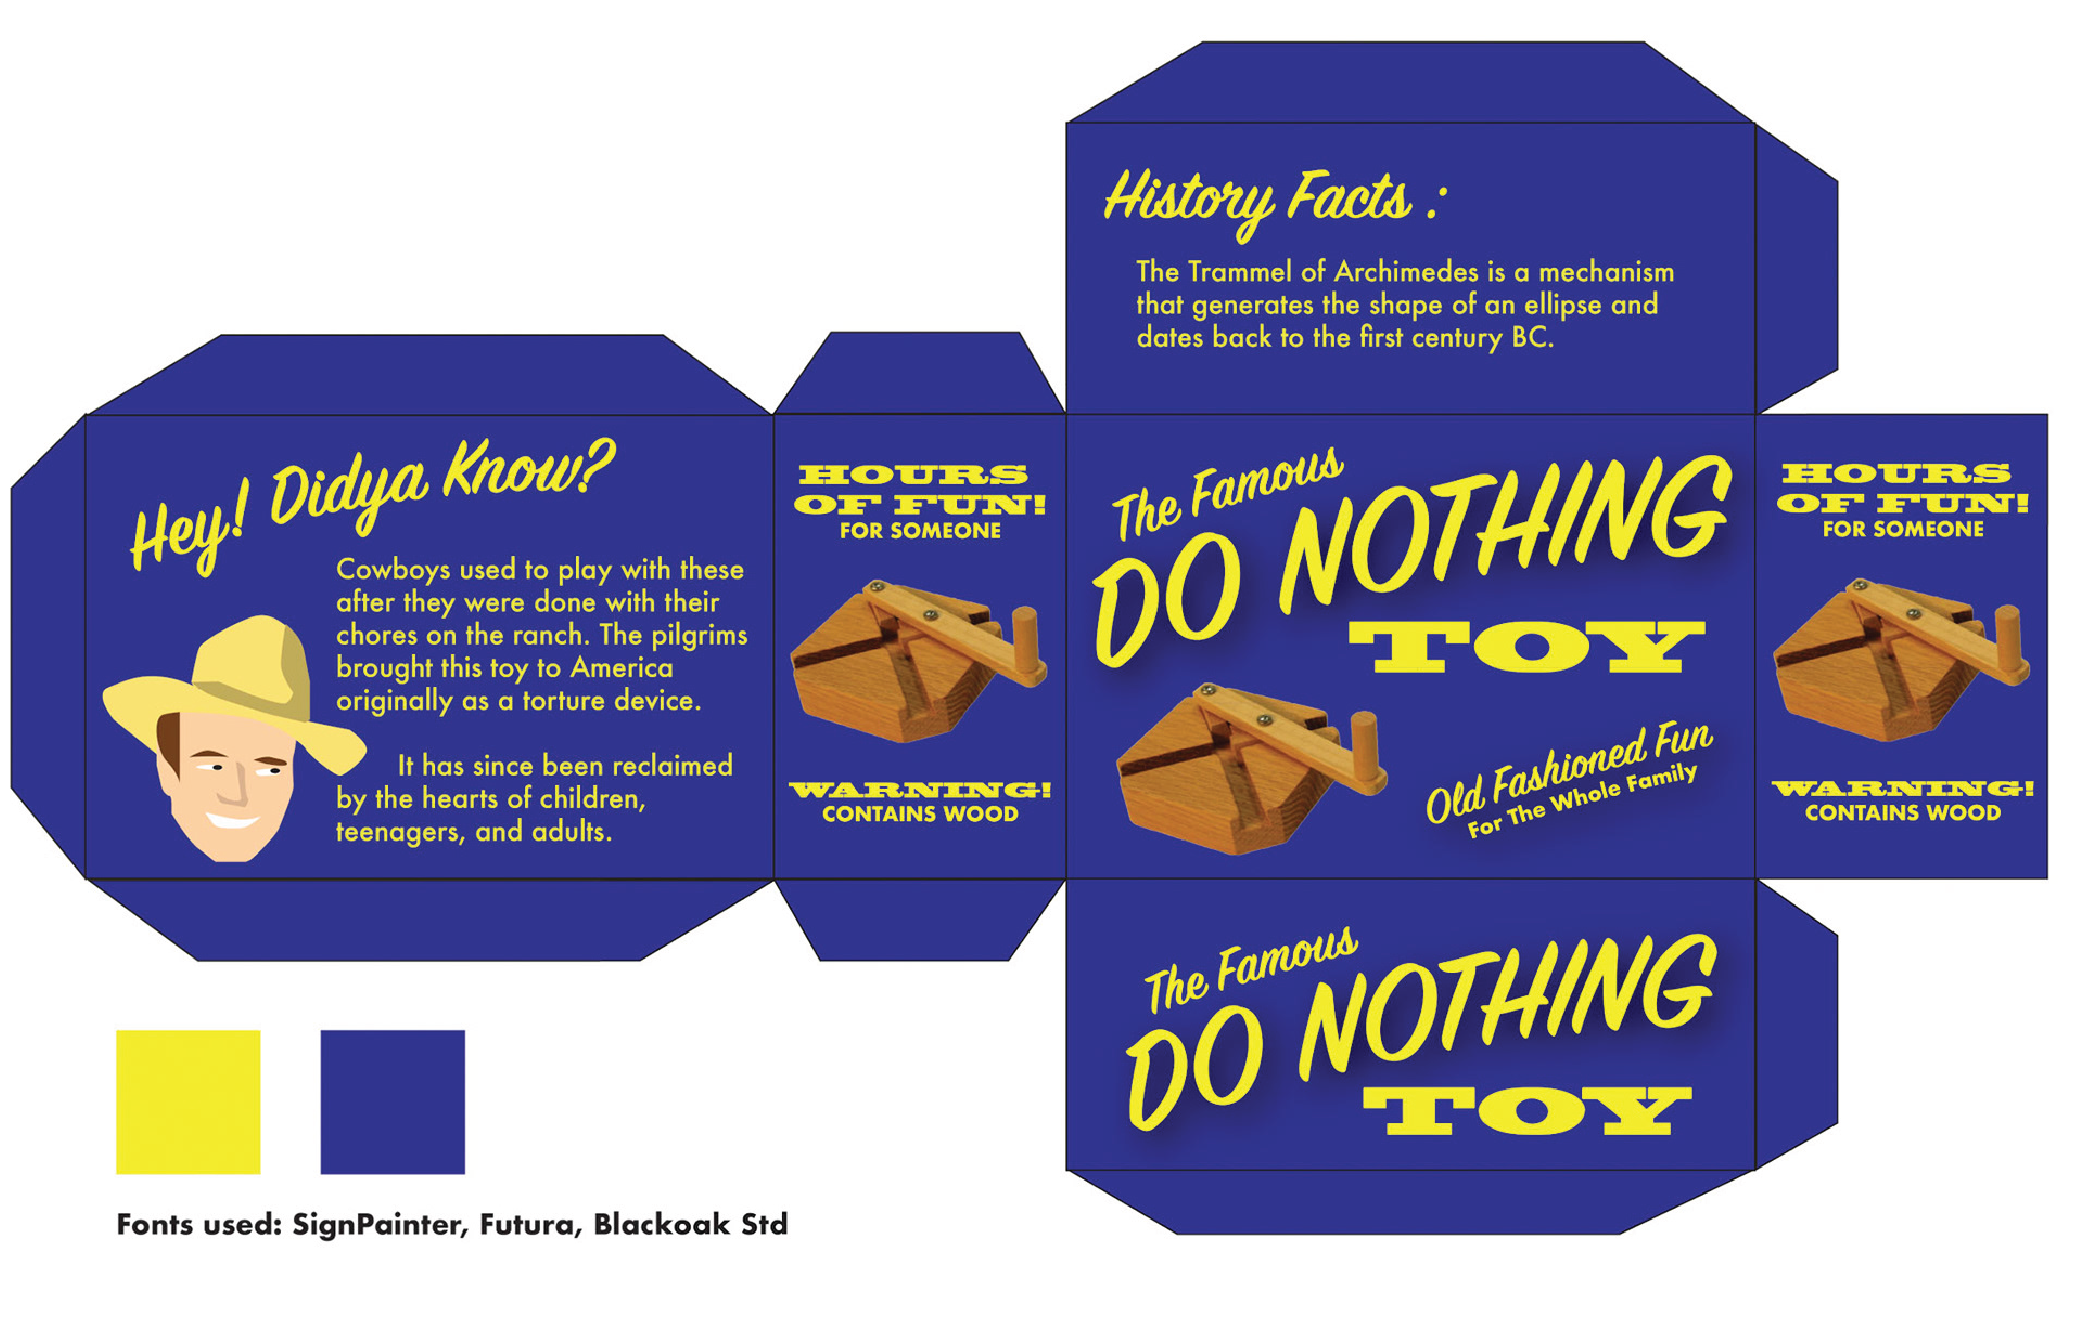 History Facts :
The Trammel of Archimedes is a mechanism
that generates the shape of an ellipse and
dates back to the first century BC.
Hey! Didya Know?
Cowboys used to play with these
after they were done with their
chores on the ranch. The pilgrims
brought this toy to America
originally as a torture device.
It has since been reclaimed
by the hearts of children,
teenagers, and adults.
HOURS
OF FUN!
FOR SOMEONE
WARNING!
CONTAINS WOOD
The Famous
DO NOTHING
TOY
Old Fashioned Fun
For The Whole Family
HOURS
OF FUN!
FOR SOMEONE
WARNING!
CONTAINS WOOD
The Famous
DO NOTHING
TOY
Fonts used: SignPainter, Futura, Blackoak Std